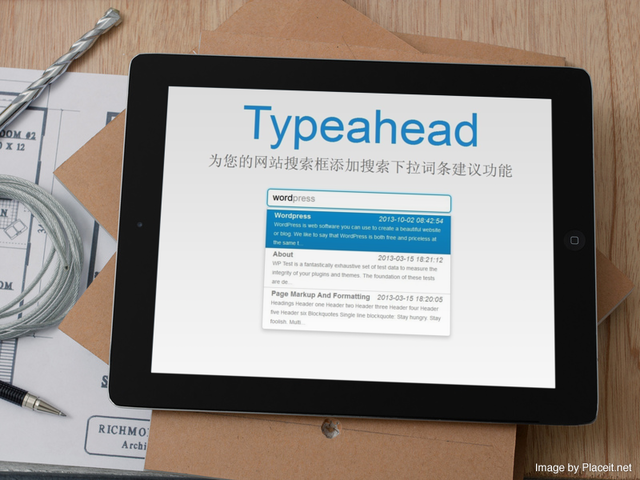 Typeahead
为您的网站搜索框添加搜索下拉词条建议功能
wordpress
Wordpress 2013-10-02 08:42:54
WordPress is web software you can use to create a beautiful website
or blog. We like to say that WordPress is both free and priceless at
the same t...
About 2013-03-15 18:21:12
WP Test is a fantastically exhaustive set of test data to measure the
integrity of your plugins and themes. The foundation of these tests
are de...
Page Markup And Formatting 2013-03-15 18:20:05
Headings Header one Header two Header three Header four Header
five Header six Blockquotes Single line blockquote: Stay hungry. Stay
foolish. Multi...
OOM #2
0 X 12
OM
RICHMO
Archi
Image by Placeit.net